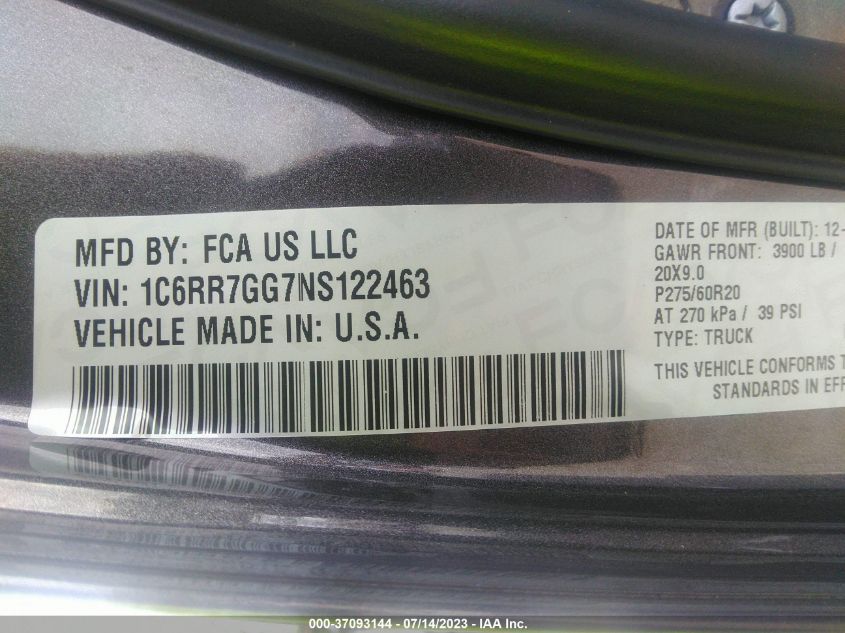 MFD BY: FCA US LLC
VIN: 1C6RR7GG7NS122463
VEHICLE MADE IN: U.S.A.
DATE OF MFR (BUILT): 12-
GAWR FRONT: 3900 LB /
20X9.0
P275/60R20
AT 270 kPa / 39 PSI
TYPE: TRUCK
THIS VEHICLE CONFORMS T
STANDARDS IN EFF
000-37093144 - 07/14/2023 - IAA Inc.